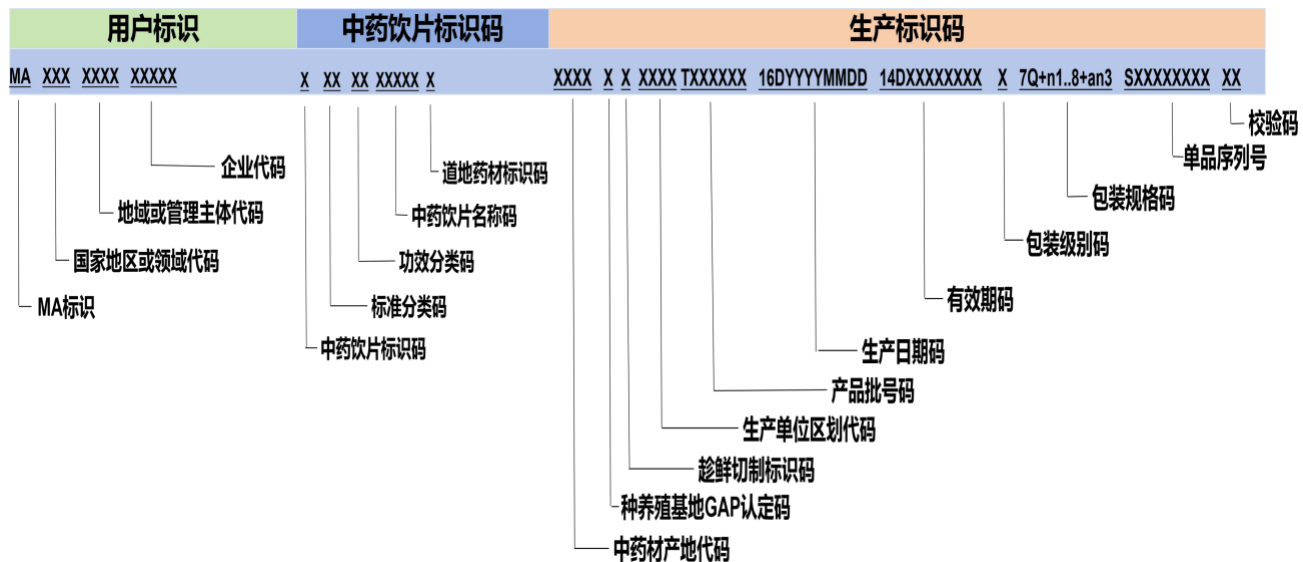 用户标识 中药饮片标识码 生产标识码
MA XXX XXXX XXXXX X XX XX XXXXX X XXXX X X XXXX TXXXXXX 16DYYYYMMDD 14DXXXXXXXX X 7Q+n1..8+an3 SXXXXXXXX XX
校验码
单品序列号
企业代码
道地药材标识码
包装规格码
地域或管理主体代码
中药饮片名称码
包装级别码
国家地区或领域代码
功效分类码
有效期码
MA标识
标准分类码
中药饮片标识码
生产日期码
产品批号码
生产单位区划代码
趁鲜切制标识码
种养殖基地GAP认定码
中药材产地代码